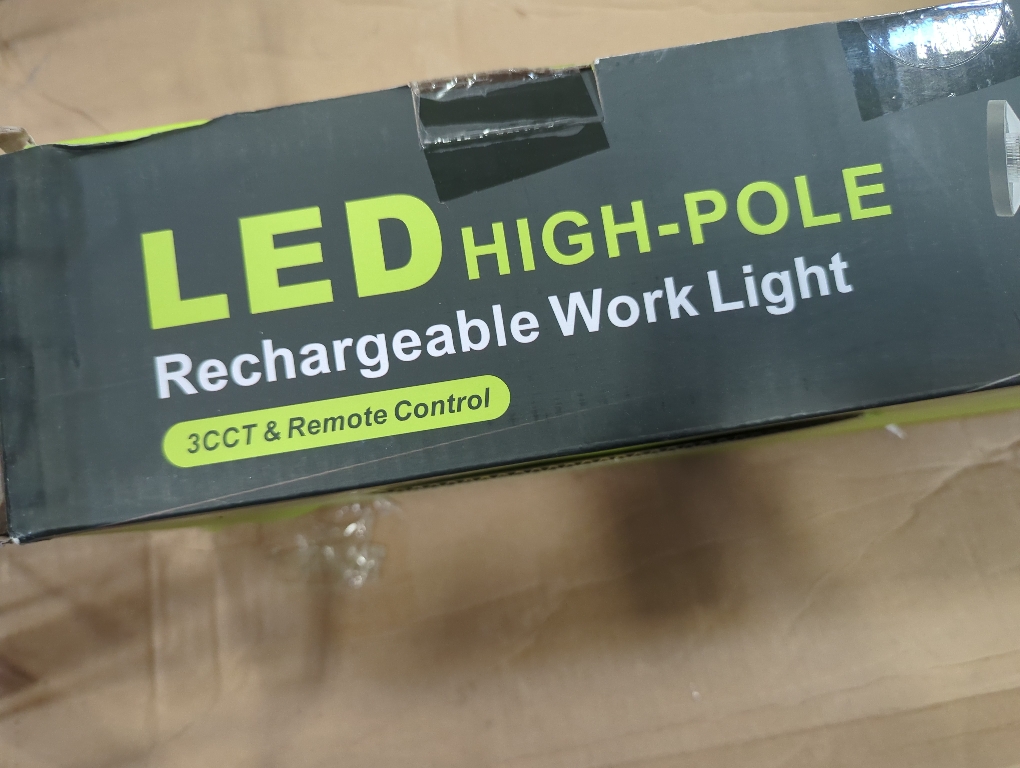 LED HIGH-POLE
Rechargeable Work Light
3CCT & Remote Control